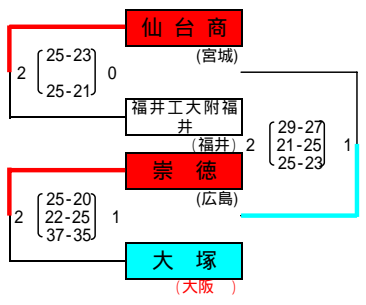 仙台商
(宮城)
25-23
2 0
25-21
福井工大附福
井
(福井)
29-27
2 21-25 1
25-23
崇徳
(広島)
25-20
2 22-25 1
37-35
大塚
(大阪 )